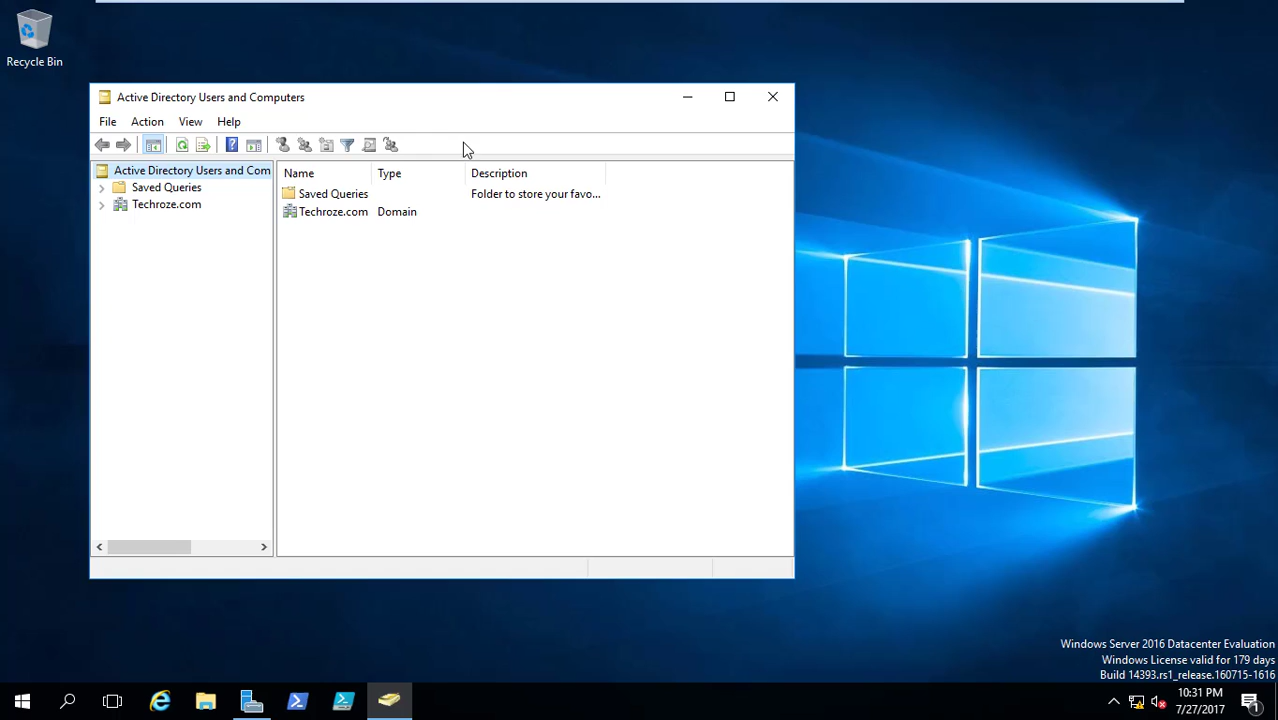 Recycle Bin
Active Directory Users and Computers
File Action View Help
Active Directory Users and Com
Saved Queries
Techroze.com
Name Type Description
Saved Queries Folder to store your favo...
Techroze.com Domain
Windows Server 2016 Datacenter Evaluation
Windows License valid for 179 days
Build 14393.rs1_release.160715-1616
10:31 PM
7/27/2017
1